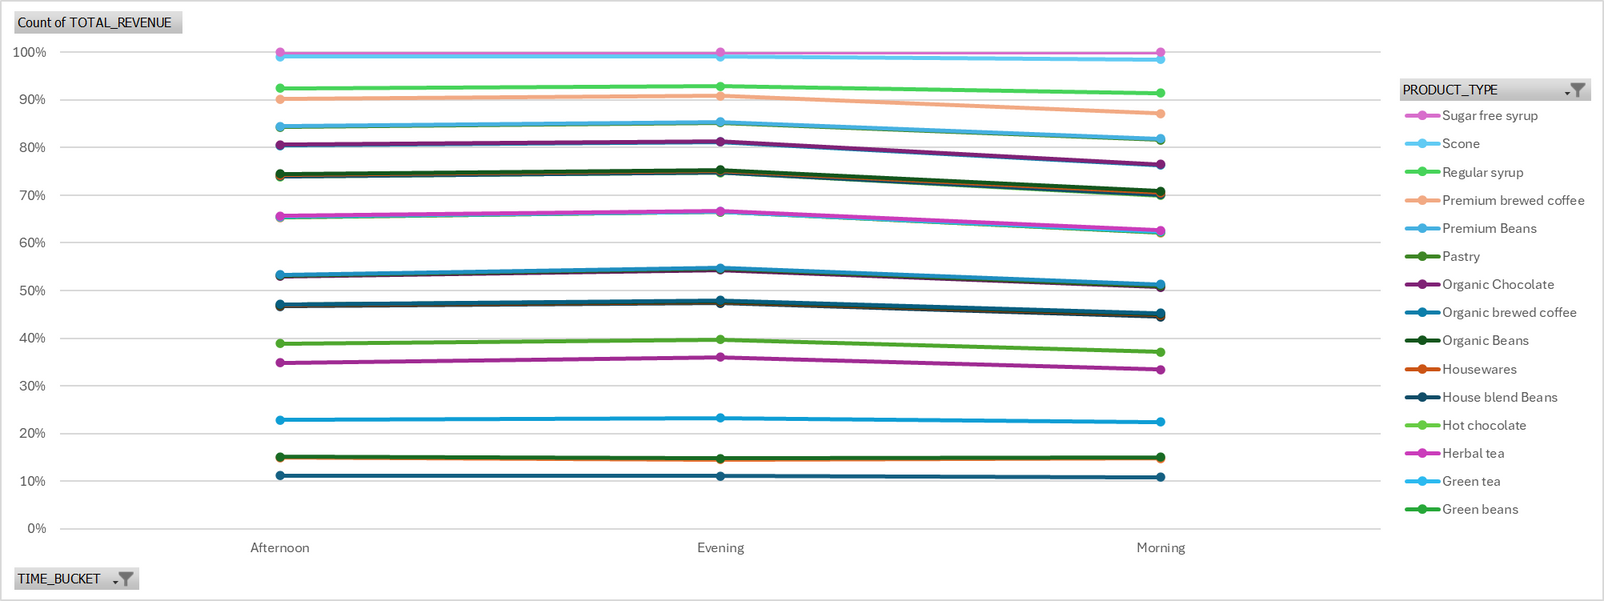 Count of TOTAL_REVENUE
100%
90%
80%
70%
60%
50%
40%
30%
20%
10%
0%
Afternoon
Evening
Morning
TIME_BUCKET
PRODUCT_TYPE
Sugar free syrup
Scone
Regular syrup
Premium brewed coffee
Premium Beans
Pastry
Organic Chocolate
Organic brewed coffee
Organic Beans
Housewares
House blend Beans
Hot chocolate
Herbal tea
Green tea
Green beans